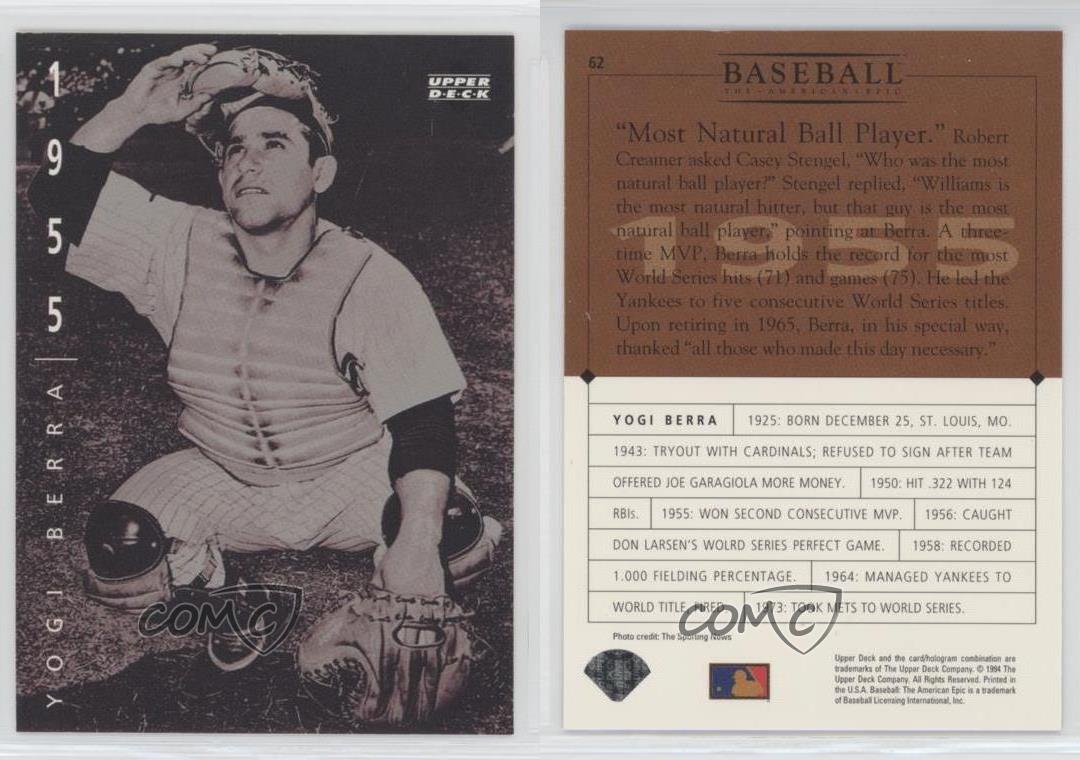 1955 | YOGI BERRA
UPPER
D·E·C·K
COMC
62
BASEBALL
THE · AMERICAN · EPIC
1955
"Most Natural Ball Player." Robert
Creamer asked Casey Stengel, "Who was the most
natural ball player?" Stengel replied, "Williams is
the most natural hitter, but that guy is the most
natural ball player," pointing at Berra. A three-
time MVP, Berra holds the record for the most
World Series hits (71) and games (75). He led the
Yankees to five consecutive World Series titles.
Upon retiring in 1965, Berra, in his special way,
thanked "all those who made this day necessary."
YOGI BERRA | 1925: BORN DECEMBER 25, ST. LOUIS, MO.
1943: TRYOUT WITH CARDINALS; REFUSED TO SIGN AFTER TEAM
OFFERED JOE GARAGIOLA MORE MONEY. | 1950: HIT .322 WITH 124
RBIs. | 1955: WON SECOND CONSECUTIVE MVP. | 1956: CAUGHT
DON LARSEN'S WOLRD SERIES PERFECT GAME. | 1958: RECORDED
1.000 FIELDING PERCENTAGE. | 1964: MANAGED YANKEES TO
WORLD TITLE, FIRED. | 1973: TOOK METS TO WORLD SERIES.
COMC
Photo credit: The Sporting News
Upper Deck and the card/hologram combination are
trademarks of The Upper Deck Company. © 1994 The
Upper Deck Company. All Rights Reserved. Printed in
the U.S.A. Baseball: The American Epic is a trademark
of Baseball Licensing International, Inc.